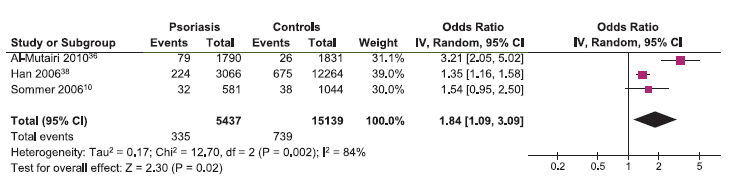 Psoriasis Controls Odds Ratio Odds Ratio
Study or Subgroup Events Total Events Total Weight IV, Random, 95% CI IV, Random, 95% CI
Al-Mutairi 2010³⁶ 79 1790 26 1831 31.1% 3.21 [2.05, 5.02]
Han 2006³⁸ 224 3066 675 12264 39.0% 1.35 [1.16, 1.58]
Sommer 2006¹⁰ 32 581 38 1044 30.0% 1.54 [0.95, 2.50]
Total (95% CI) 5437 15139 100.0% 1.84 [1.09, 3.09]
Total events 335 739
Heterogeneity: Tau² = 0.17; Chi² = 12.70, df = 2 (P = 0.002); I² = 84%
Test for overall effect: Z = 2.30 (P = 0.02)
0.2 0.5 1 2 5